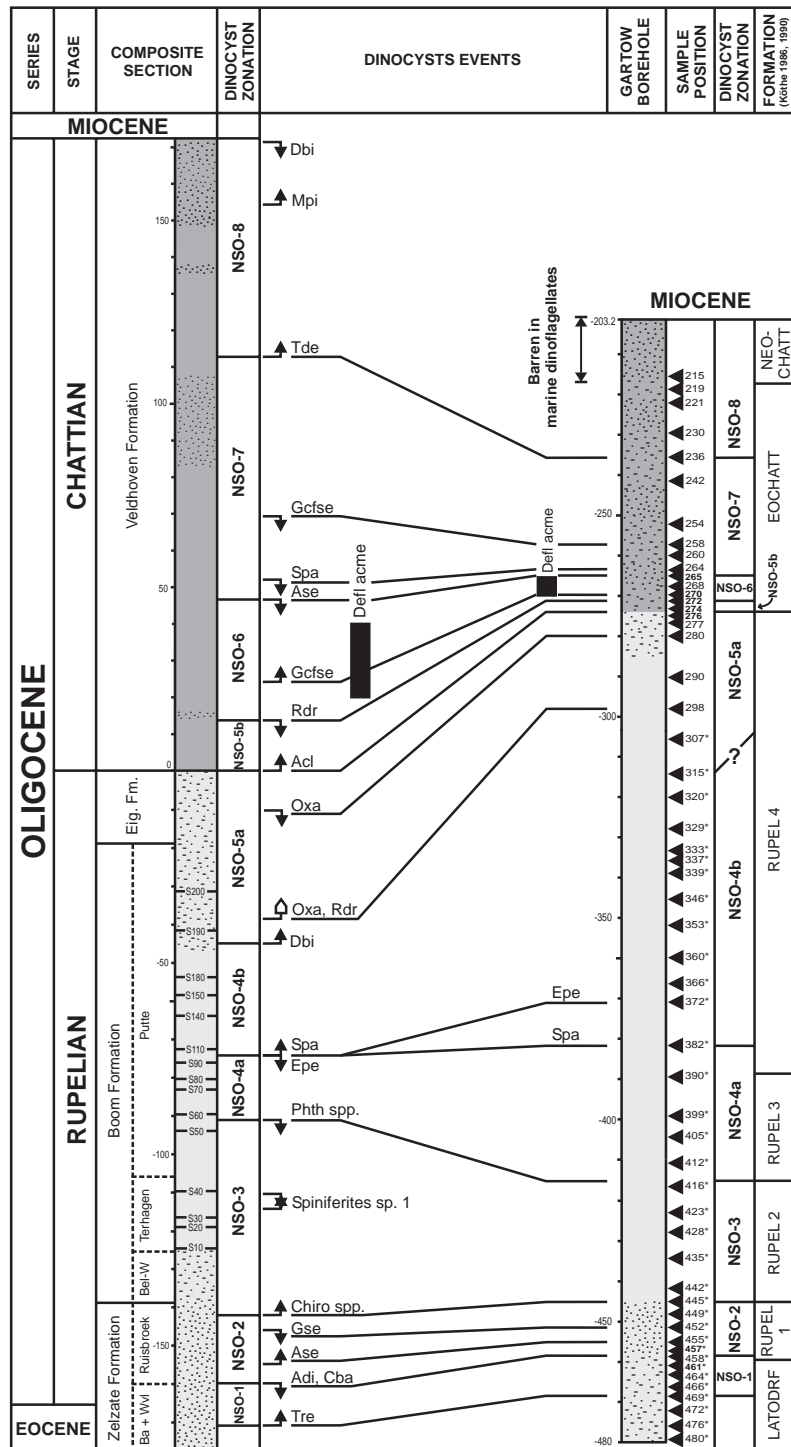 SERIES
STAGE
COMPOSITE
SECTION
DINOCYST
ZONATION
DINOCYSTS EVENTS
GARTOW
BOREHOLE
SAMPLE
POSITION
DINOCYST
ZONATION
FORMATION
(Köthe 1986, 1990)
MIOCENE
OLIGOCENE
EOCENE
CHATTIAN
RUPELIAN
Veldhoven Formation
Eig. Fm.
Boom Formation
Putte
Terhagen
Bel-W
Zelzate Formation
Ruisbroek
Ba + Wvl
150
100
50
0
-50
-100
-150
S200
S190
S180
S150
S140
S110
S90
S80
S70
S60
S50
S40
S30
S20
S10
NSO-8
NSO-7
NSO-6
NSO-5b
NSO-5a
NSO-4b
NSO-4a
NSO-3
NSO-2
NSO-1
Dbi
Mpi
Tde
Gcfse
Spa
Ase
Defl acme
Gcfse
Rdr
Acl
Oxa
Oxa, Rdr
Dbi
Spa
Epe
Phth spp.
Spiniferites sp. 1
Chiro spp.
Gse
Ase
Adi, Cba
Tre
Defl acme
Epe
Spa
Barren in
marine dinoflagellates
MIOCENE
-203.2
-250
-300
-350
-400
-450
-480
215
219
221
230
236
242
254
258
260
264
265
268
270
272
274
276
277
280
290
298
307*
315*
320*
329*
333*
337*
339*
346*
353*
360*
366*
372*
382*
390*
399*
405*
412*
416*
423*
428*
435*
442*
445*
449*
452*
455*
457*
458*
461*
464*
466*
469*
472*
476*
480*
NSO-8
NSO-7
NSO-6
NSO-5b
NSO-5a
?
NSO-4b
NSO-4a
NSO-3
NSO-2
NSO-1
NEO-
CHATT
EOCHATT
RUPEL 4
RUPEL 3
RUPEL 2
RUPEL
1
LATODRF